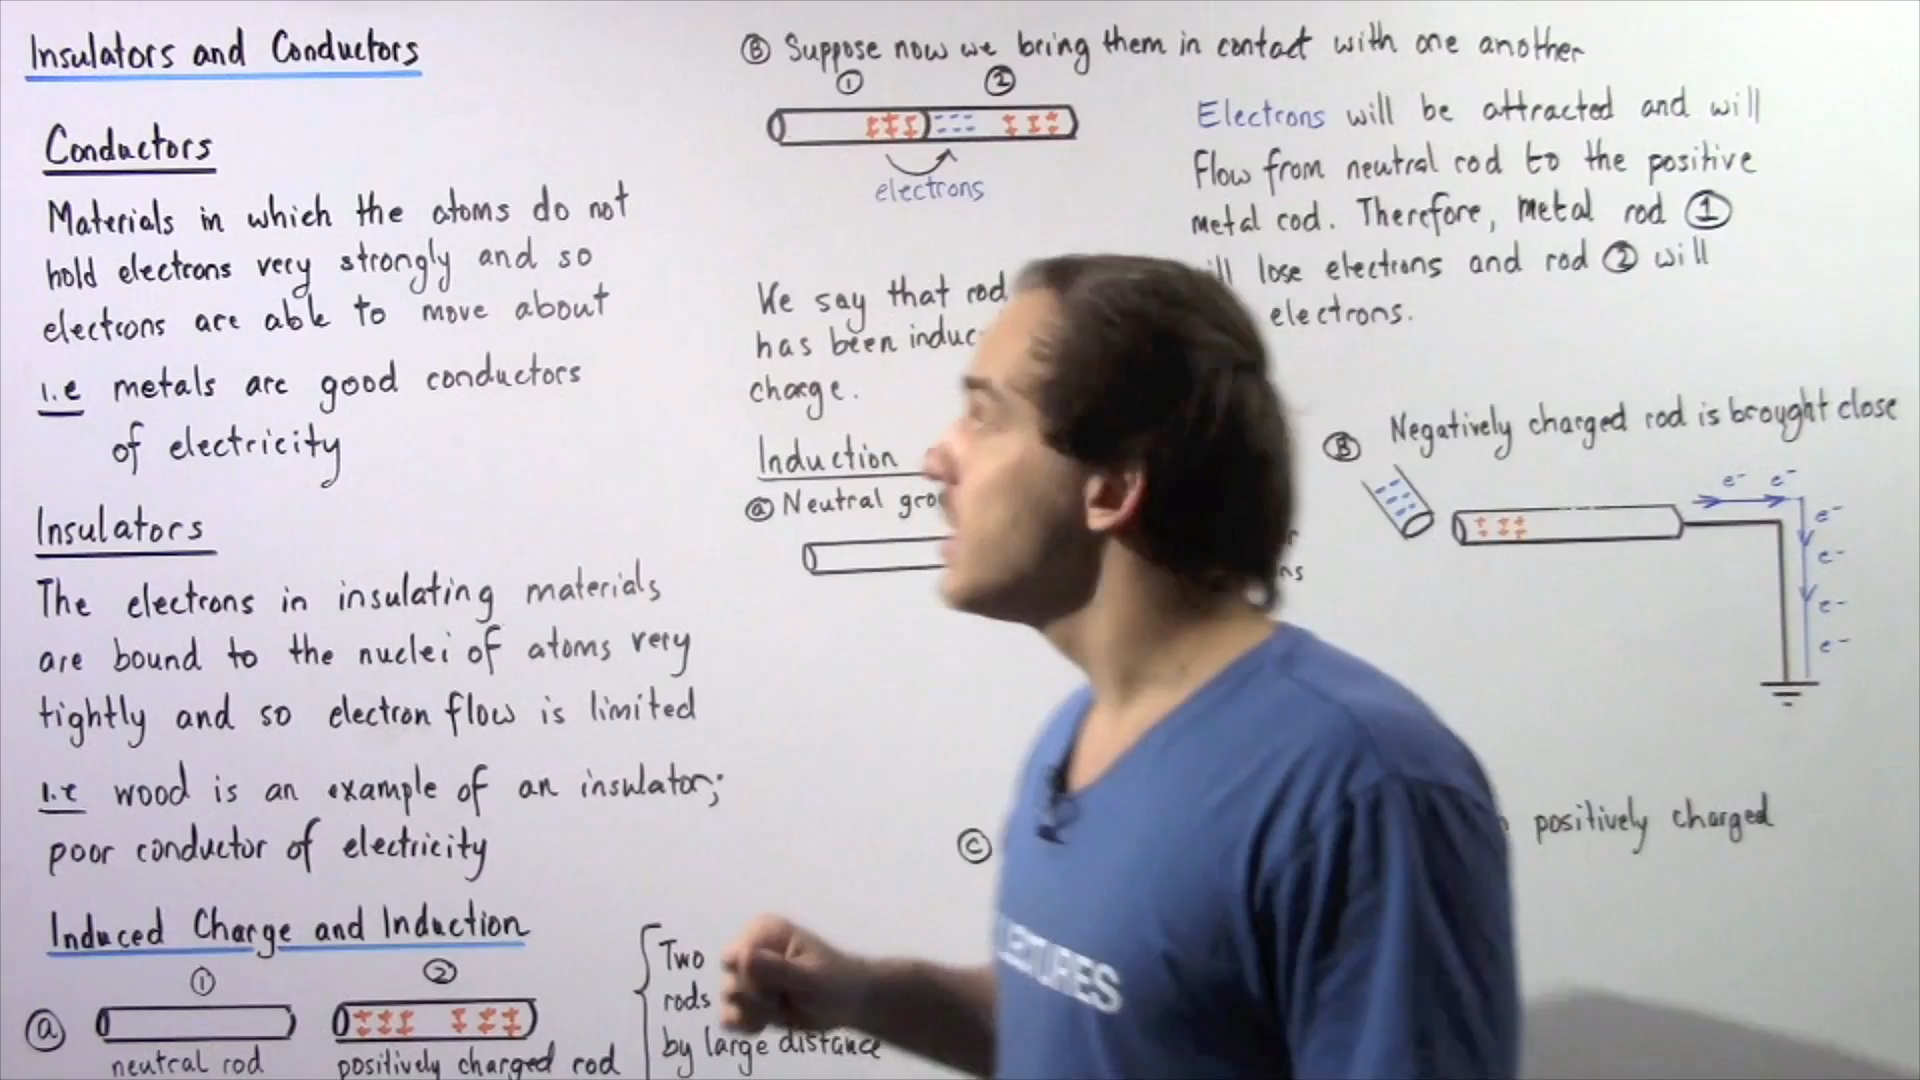 Insulators and Conductors
Conductors
Materials in which the atoms do not
hold electrons very strongly and so
electrons are able to move about
i.e metals are good conductors
of electricity
Insulators
The electrons in insulating materials
are bound to the nuclei of atoms very
tightly and so electron flow is limited
i.e wood is an example of an insulator;
poor conductor of electricity
Induced Charge and Induction
① ②
ⓐ
neutral rod positively charged rod
Two
rods
by large distance
Ⓑ Suppose now we bring them in contact with one another
① ②
electrons
Electrons will be attracted and will
flow from neutral rod to the positive
metal rod. Therefore, metal rod ①
lose electrons and rod ② will
electrons.
We say that rod
has been
charge.
Induction
ⓐ Neutral
Ⓑ Negatively charged rod is brought close
e⁻ e⁻
e⁻
e⁻
e⁻
e⁻
Ⓒ
positively charged
LECTURES